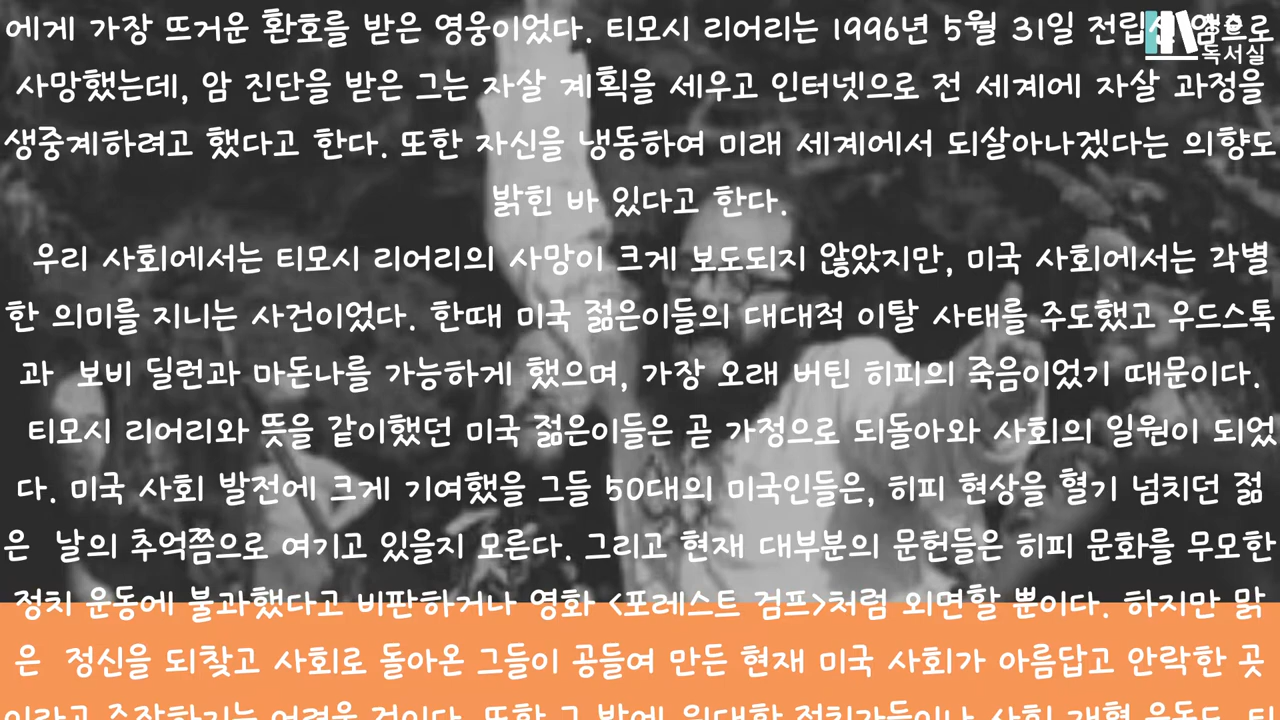 에게 가장 뜨거운 환호를 받은 영웅이었다. 티모시 리어리는 1996년 5월 31일 전립선 암으로
독서실
사망했는데, 암 진단을 받은 그는 자살 계획을 세우고 인터넷으로 전 세계에 자살 과정을
생중계하려고 했다고 한다. 또한 자신을 냉동하여 미래 세계에서 되살아나겠다는 의향도
밝힌 바 있다고 한다.
우리 사회에서는 티모시 리어리의 사망이 크게 보도되지 않았지만, 미국 사회에서는 각별
한 의미를 지니는 사건이었다. 한때 미국 젊은이들의 대대적 이탈 사태를 주도했고 우드스톡
과 보비 딜런과 마돈나를 가능하게 했으며, 가장 오래 버틴 히피의 죽음이었기 때문이다.
티모시 리어리와 뜻을 같이했던 미국 젊은이들은 곧 가정으로 되돌아와 사회의 일원이 되었
다. 미국 사회 발전에 크게 기여했을 그들 50대의 미국인들은, 히피 현상을 혈기 넘치던 젊
은 날의 추억쯤으로 여기고 있을지 모른다. 그리고 현재 대부분의 문헌들은 히피 문화를 무모한
정치 운동에 불과했다고 비판하거나 영화 <포레스트 검프>처럼 외면할 뿐이다. 하지만 맑
은 정신을 되찾고 사회로 돌아온 그들이 공들여 만든 현재 미국 사회가 아름답고 안락한 곳